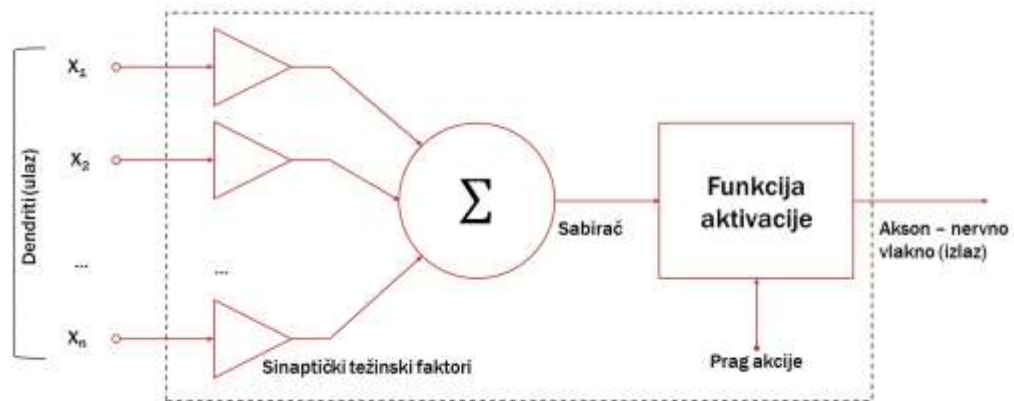 Dendriti(ulaz)
X₁
X₂
...
Xₙ
...
Sinaptički težinski faktori
Σ
Sabirač
Funkcija
aktivacije
Prag akcije
Akson – nervno
vlakno (izlaz)